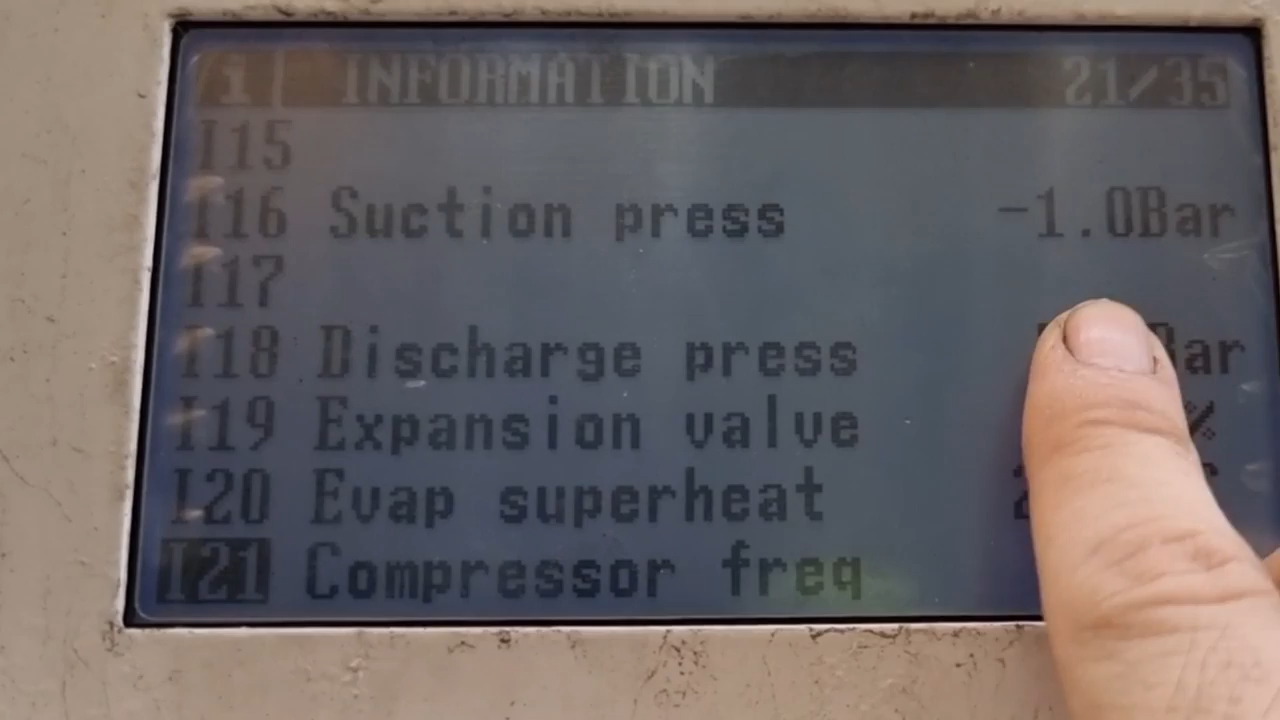 i INFORMATION 21/35
I15
I16 Suction press -1.0Bar
I17
I18 Discharge press Bar
I19 Expansion valve %
I20 Evap superheat
I21 Compressor freq